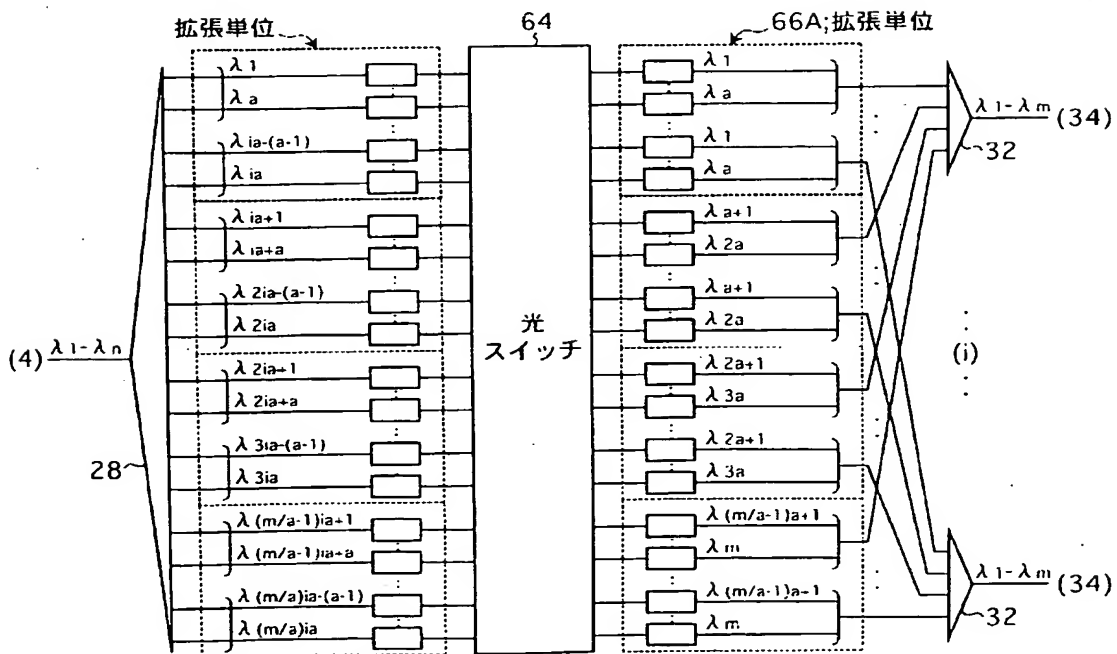 拡張単位
64
66A;拡張単位
λ1
λa
λia-(a-1)
λia
λia+1
λia+a
λ2ia-(a-1)
λ2ia
λ2ia+1
λ2ia+a
λ3ia-(a-1)
λ3ia
λ(m/a-1)ia+1
λ(m/a-1)ia+a
λ(m/a)ia-(a-1)
λ(m/a)ia
(4) λ1-λn
28
光
スイッチ
λ1
λa
λ1
λa
λa+1
λ2a
λa+1
λ2a
λ2a+1
λ3a
λ2a+1
λ3a
λ(m/a-1)a+1
λm
λ(m/a-1)a+1
λm
λ1-λm (34)
32
(i)
λ1-λm (34)
32